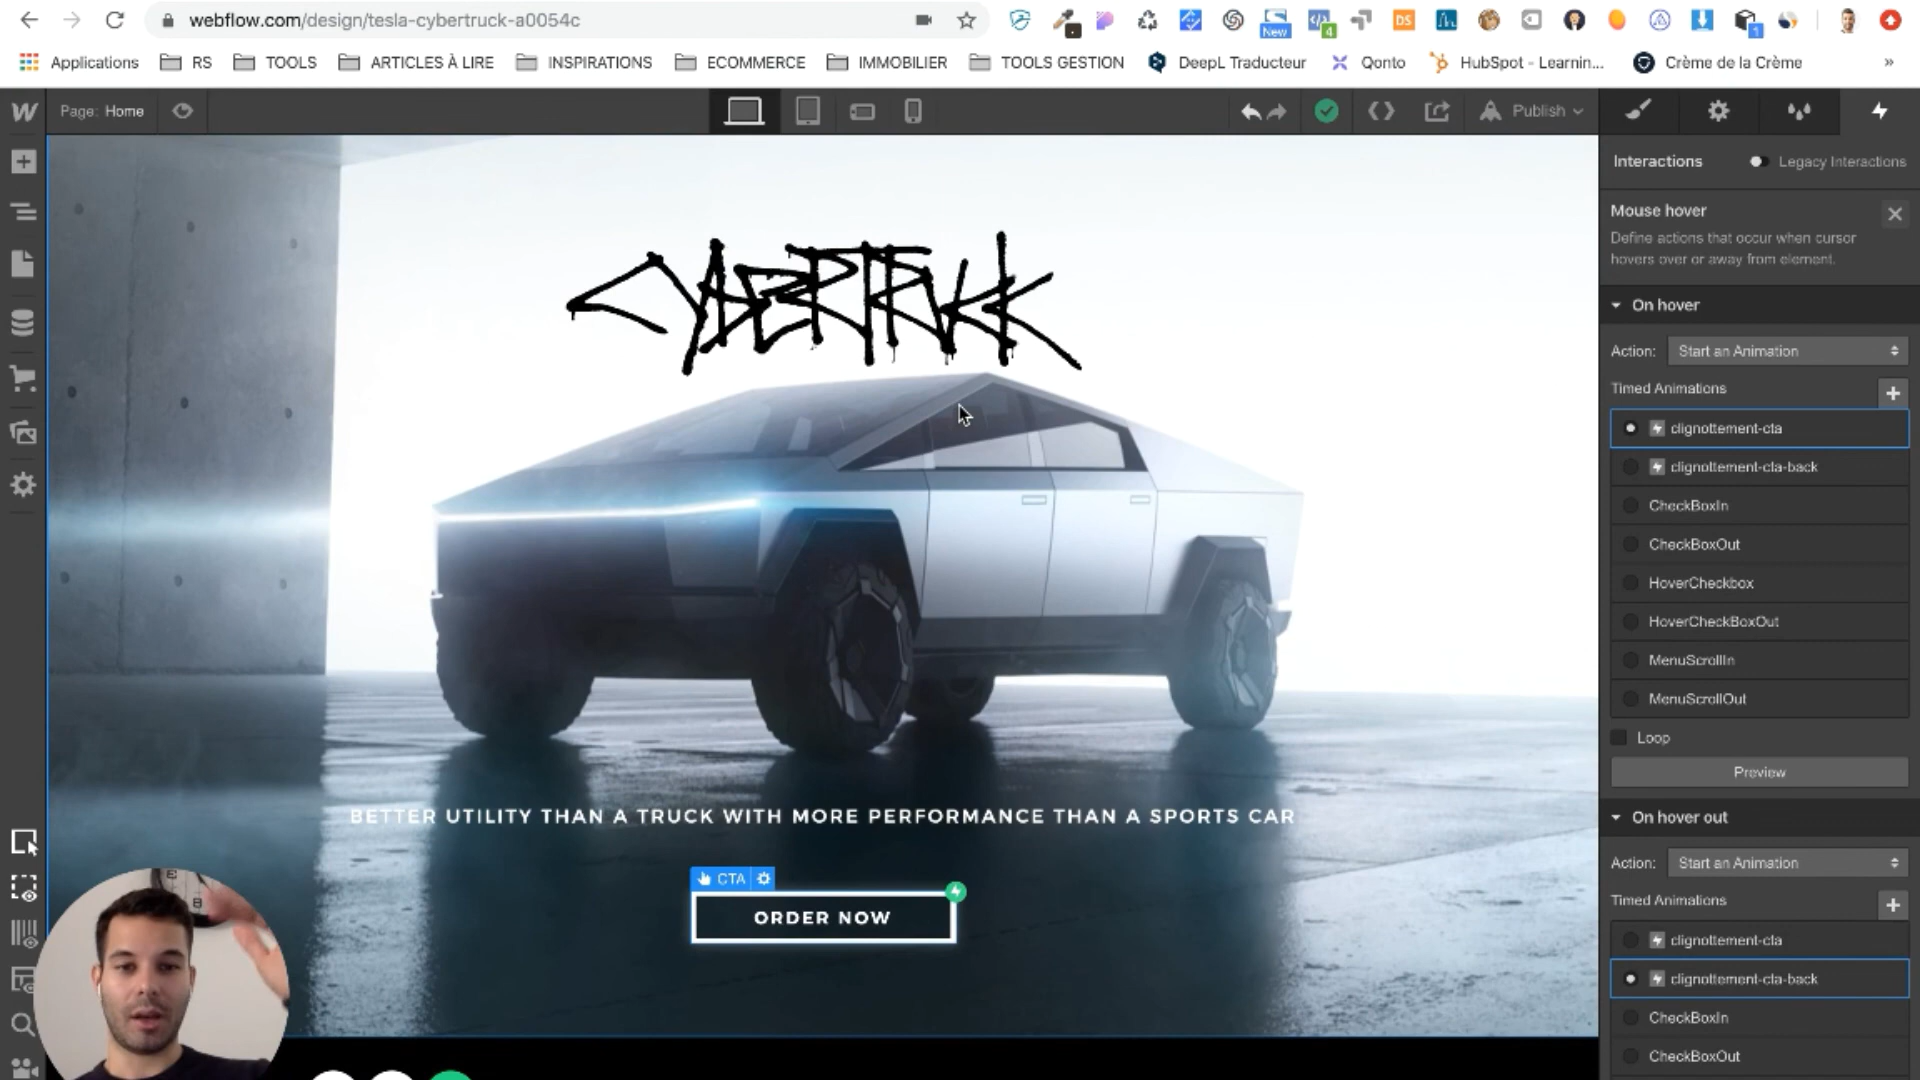 webflow.com/design/tesla-cybertruck-a0054c
New
4
DS
1
Applications
RS
TOOLS
ARTICLES À LIRE
INSPIRATIONS
ECOMMERCE
IMMOBILIER
TOOLS GESTION
DeepL Traducteur
Qonto
HubSpot - Learnin...
Crème de la Crème
»
Page: Home
Publish
Interactions
Legacy Interactions
Mouse hover
Define actions that occur when cursor
hovers over or away from element.
On hover
Action: Start an Animation
Timed Animations
clignottement-cta
clignottement-cta-back
CheckBoxIn
CheckBoxOut
HoverCheckbox
HoverCheckBoxOut
MenuScrollIn
MenuScrollOut
Loop
Preview
On hover out
Action: Start an Animation
Timed Animations
clignottement-cta
clignottement-cta-back
CheckBoxIn
CheckBoxOut
CYBERTRUCK
BETTER UTILITY THAN A TRUCK WITH MORE PERFORMANCE THAN A SPORTS CAR
CTA
ORDER NOW